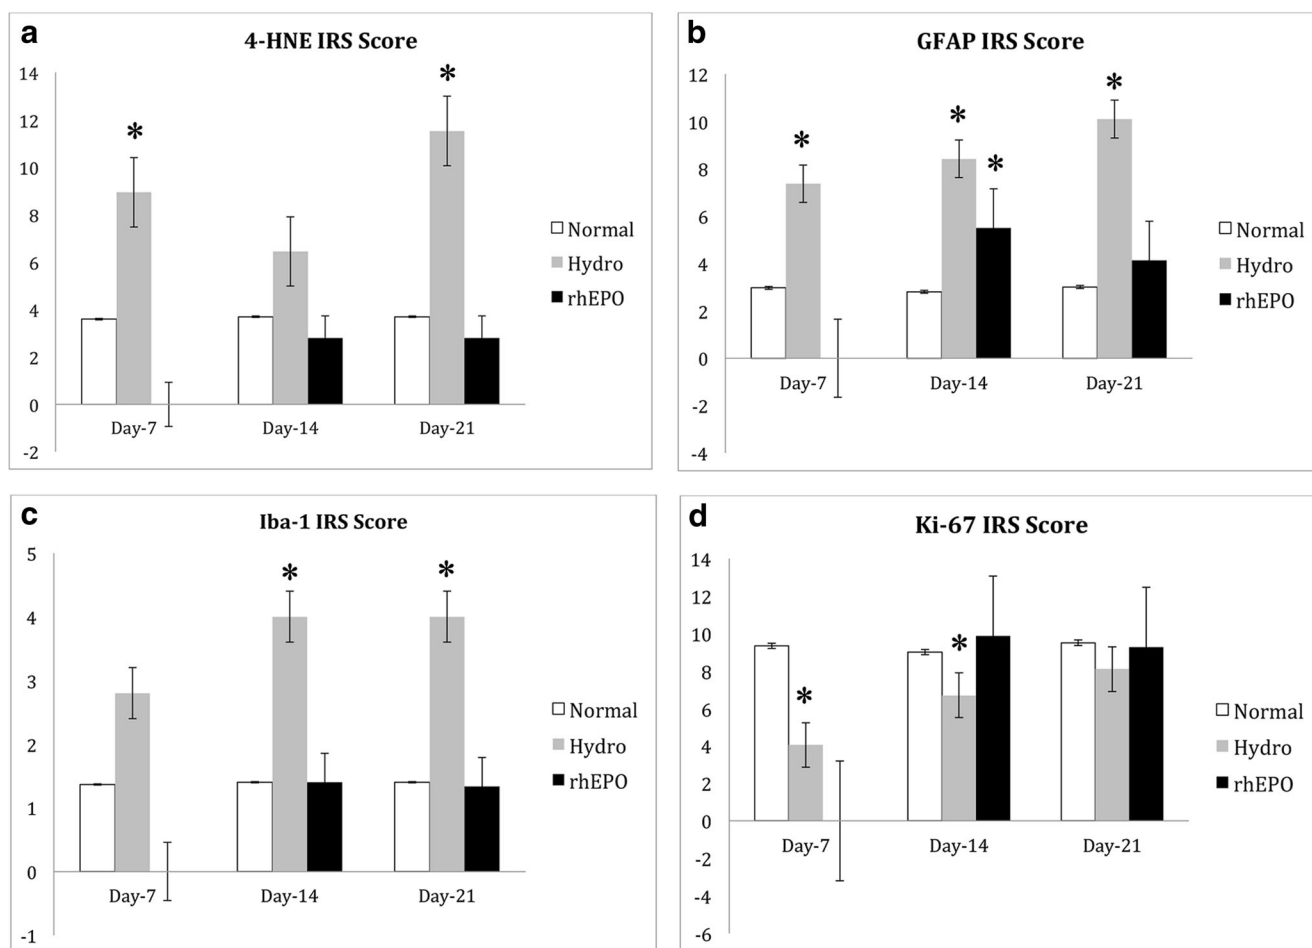 a
4-HNE IRS Score
14
12
10
8
6
4
2
0
-2
*
*
Day-7
Day-14
Day-21
Normal
Hydro
rhEPO
b
GFAP IRS Score
12
10
8
6
4
2
0
-2
-4
*
*
*
*
Day-7
Day-14
Day-21
Normal
Hydro
rhEPO
c
Iba-1 IRS Score
5
4
3
2
1
0
-1
*
*
Day-7
Day-14
Day-21
Normal
Hydro
rhEPO
d
Ki-67 IRS Score
14
12
10
8
6
4
2
0
-2
-4
-6
*
*
Day-7
Day-14
Day-21
Normal
Hydro
rhEPO